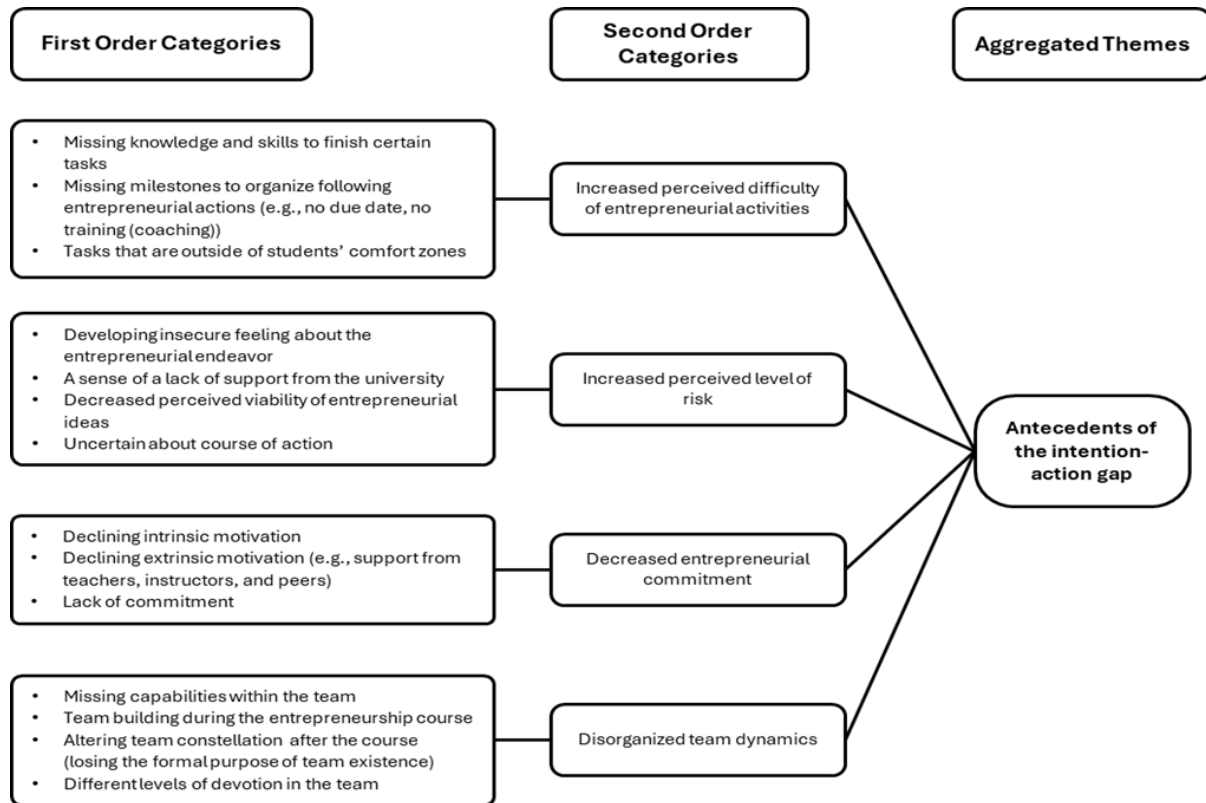 First Order Categories
Second Order
Categories
Aggregated Themes
• Missing knowledge and skills to finish certain
tasks
• Missing milestones to organize following
entrepreneurial actions (e.g., no due date, no
training (coaching))
• Tasks that are outside of students’ comfort zones
Increased perceived difficulty
of entrepreneurial activities
• Developing insecure feeling about the
entrepreneurial endeavor
• A sense of a lack of support from the university
• Decreased perceived viability of entrepreneurial
ideas
• Uncertain about course of action
Increased perceived level of
risk
• Declining intrinsic motivation
• Declining extrinsic motivation (e.g., support from
teachers, instructors, and peers)
• Lack of commitment
Decreased entrepreneurial
commitment
• Missing capabilities within the team
• Team building during the entrepreneurship course
• Altering team constellation after the course
(losing the formal purpose of team existence)
• Different levels of devotion in the team
Disorganized team dynamics
Antecedents of
the intention-
action gap